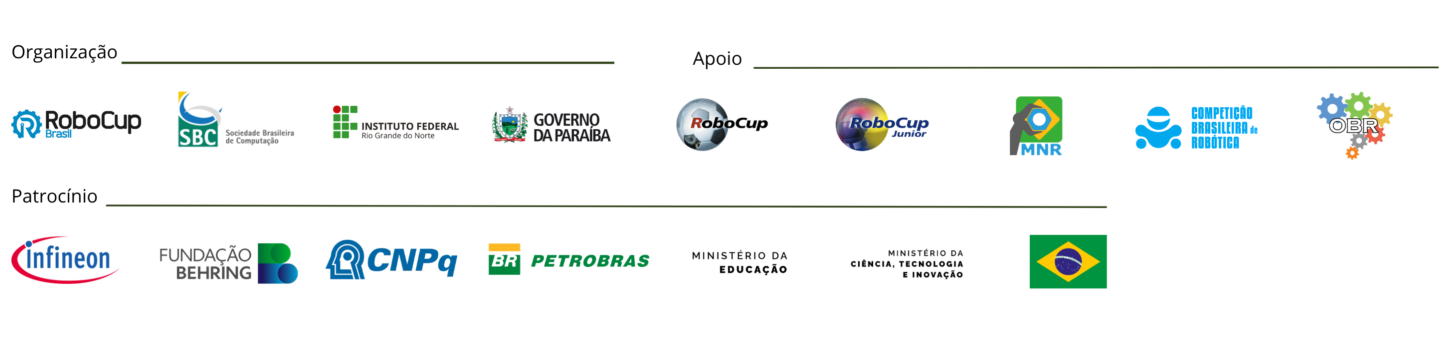 Organização
RoboCup
Brasil
SBC
Sociedade Brasileira
de Computação
INSTITUTO FEDERAL
Rio Grande do Norte
GOVERNO
DA PARAÍBA
Apoio
RoboCup
RoboCup
Junior
MNR
COMPETIÇÃO
BRASILEIRA de
ROBÓTICA
OBR
Patrocínio
infineon
FUNDAÇÃO
BEHRING
CNPq
BR PETROBRAS
MINISTÉRIO DA
EDUCAÇÃO
MINISTÉRIO DA
CIÊNCIA, TECNOLOGIA
E INOVAÇÃO